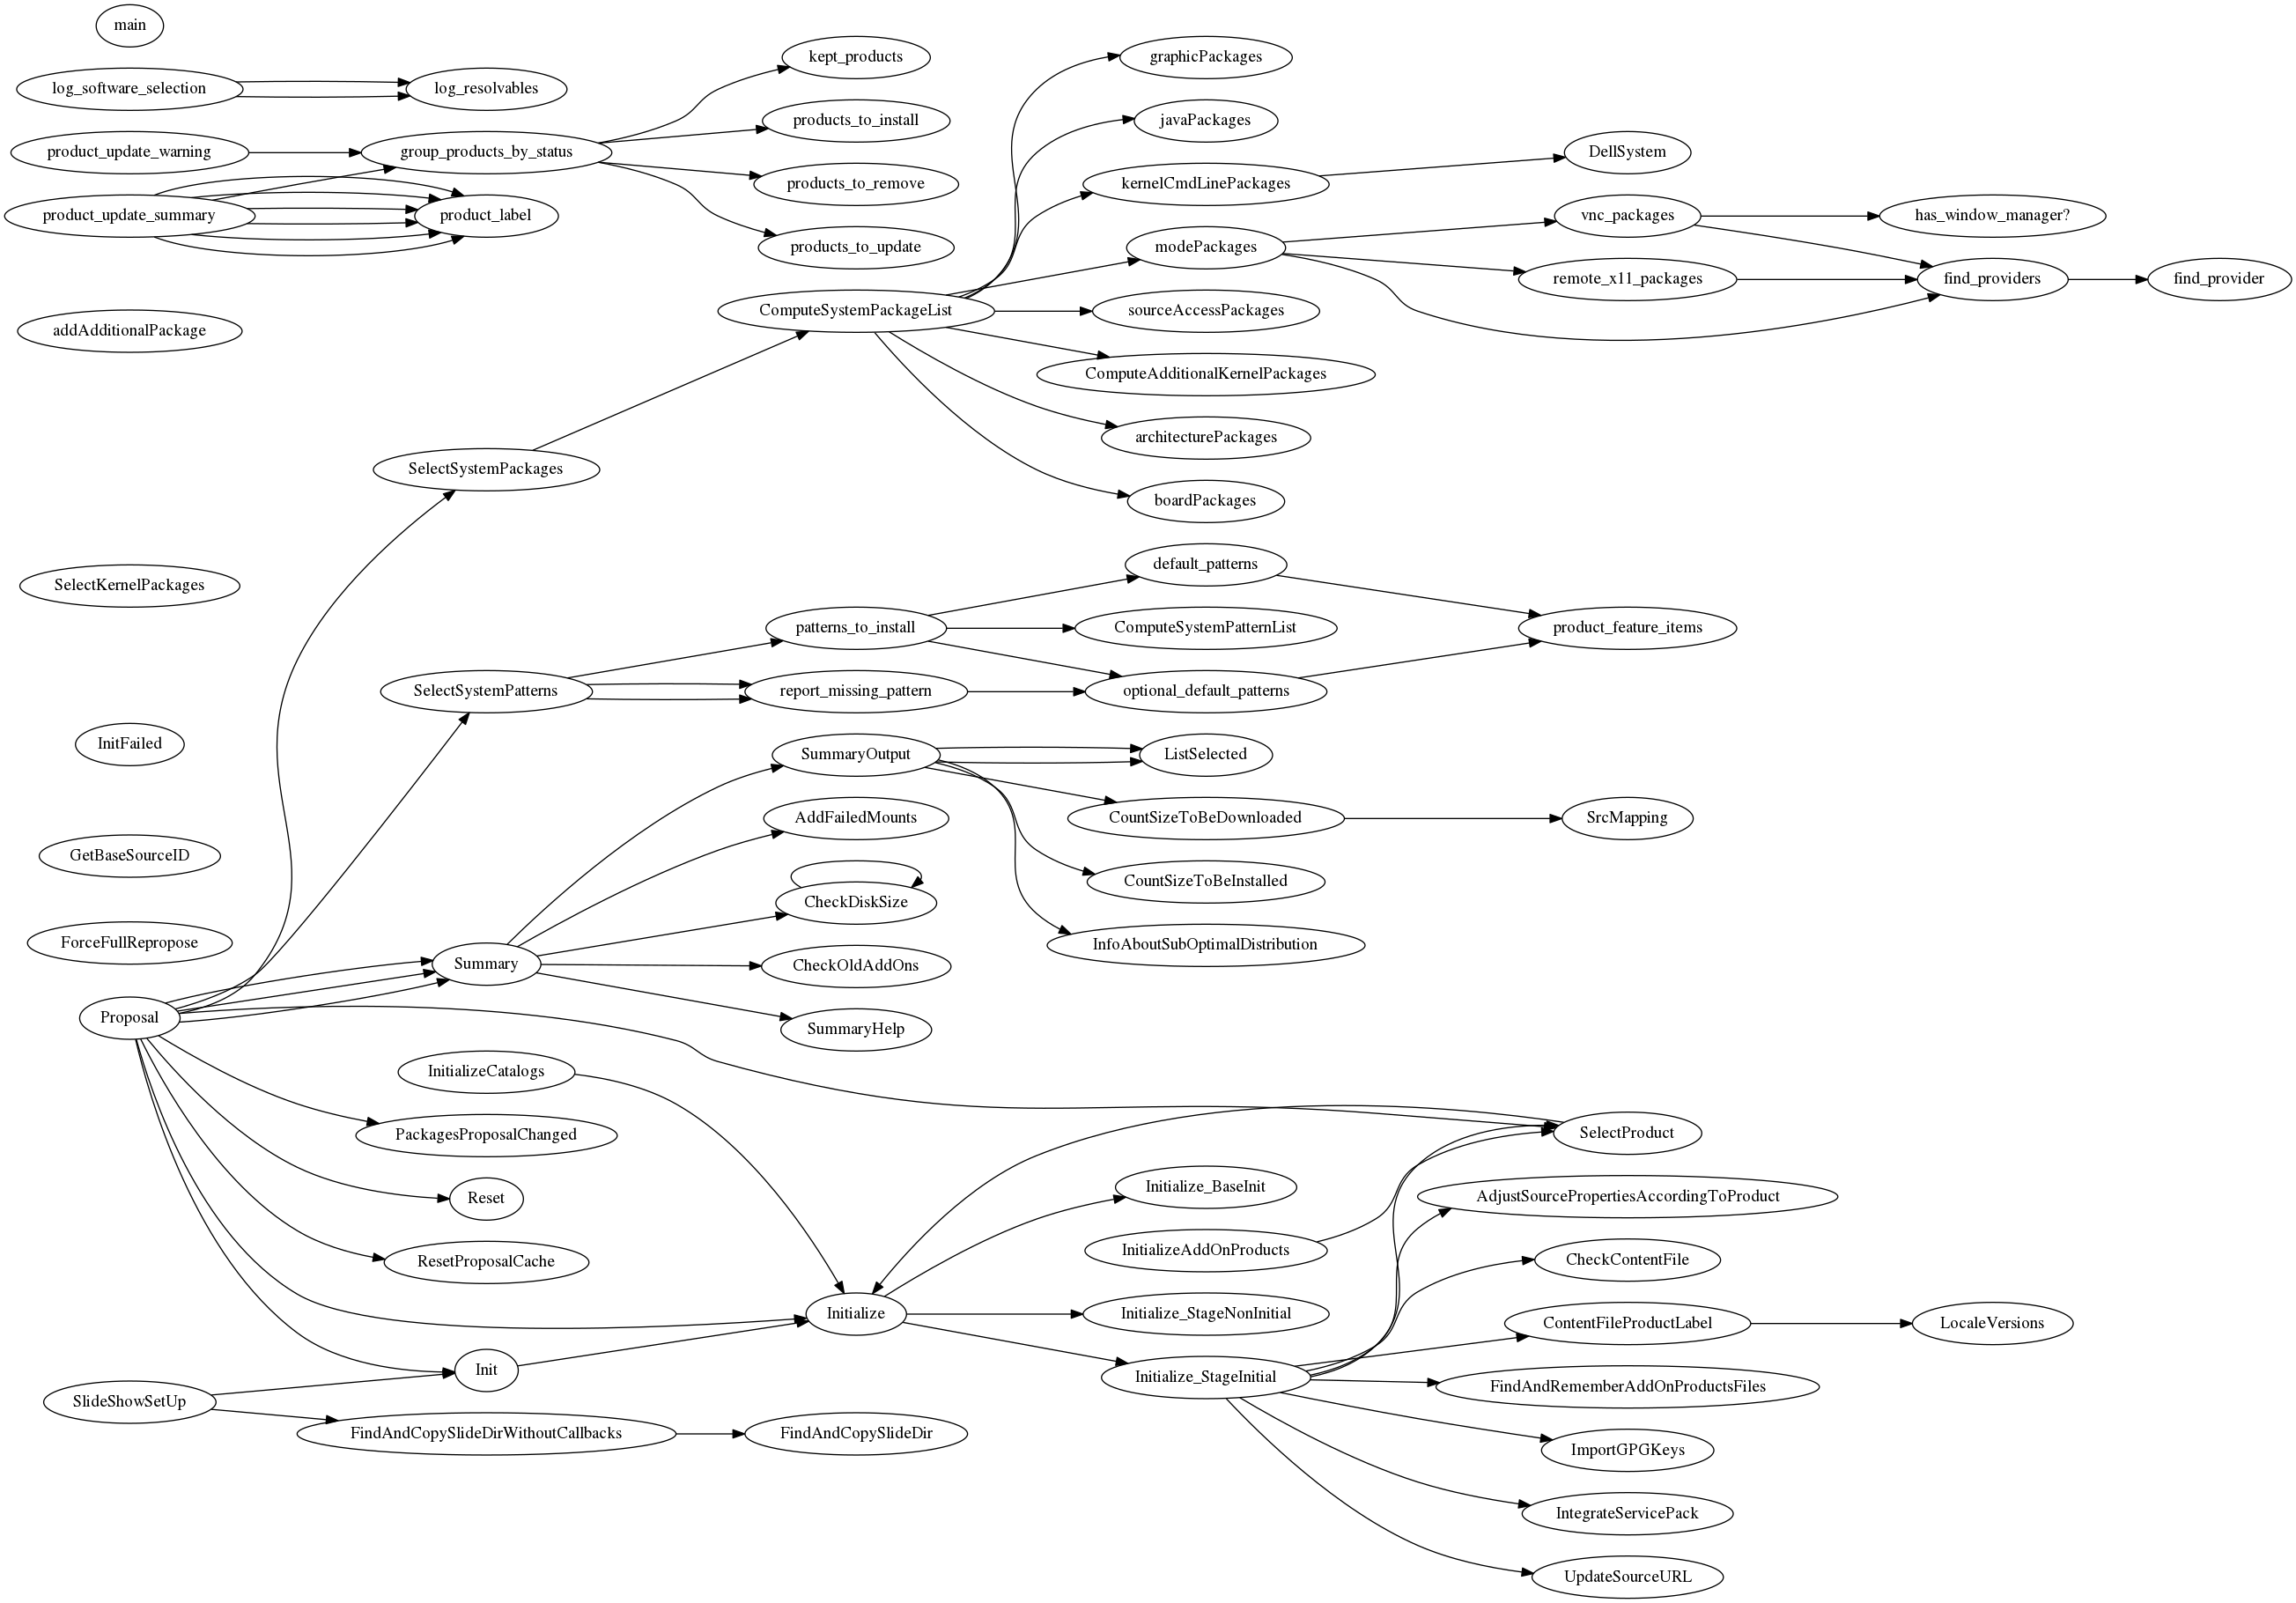 main
log_software_selection
log_resolvables
product_update_warning
group_products_by_status
product_update_summary
product_label
kept_products
products_to_install
products_to_remove
products_to_update
graphicPackages
javaPackages
kernelCmdLinePackages
DellSystem
modePackages
vnc_packages
has_window_manager?
remote_x11_packages
find_providers
find_provider
addAdditionalPackage
ComputeSystemPackageList
sourceAccessPackages
ComputeAdditionalKernelPackages
architecturePackages
boardPackages
SelectSystemPackages
SelectKernelPackages
default_patterns
patterns_to_install
ComputeSystemPatternList
product_feature_items
SelectSystemPatterns
report_missing_pattern
optional_default_patterns
InitFailed
SummaryOutput
ListSelected
AddFailedMounts
CountSizeToBeDownloaded
SrcMapping
GetBaseSourceID
CheckDiskSize
CountSizeToBeInstalled
ForceFullRepropose
InfoAboutSubOptimalDistribution
Summary
CheckOldAddOns
Proposal
SummaryHelp
InitializeCatalogs
PackagesProposalChanged
SelectProduct
Reset
Initialize_BaseInit
AdjustSourcePropertiesAccordingToProduct
ResetProposalCache
InitializeAddOnProducts
CheckContentFile
Initialize
Initialize_StageNonInitial
ContentFileProductLabel
LocaleVersions
Init
Initialize_StageInitial
FindAndRememberAddOnProductsFiles
SlideShowSetUp
FindAndCopySlideDirWithoutCallbacks
FindAndCopySlideDir
ImportGPGKeys
IntegrateServicePack
UpdateSourceURL